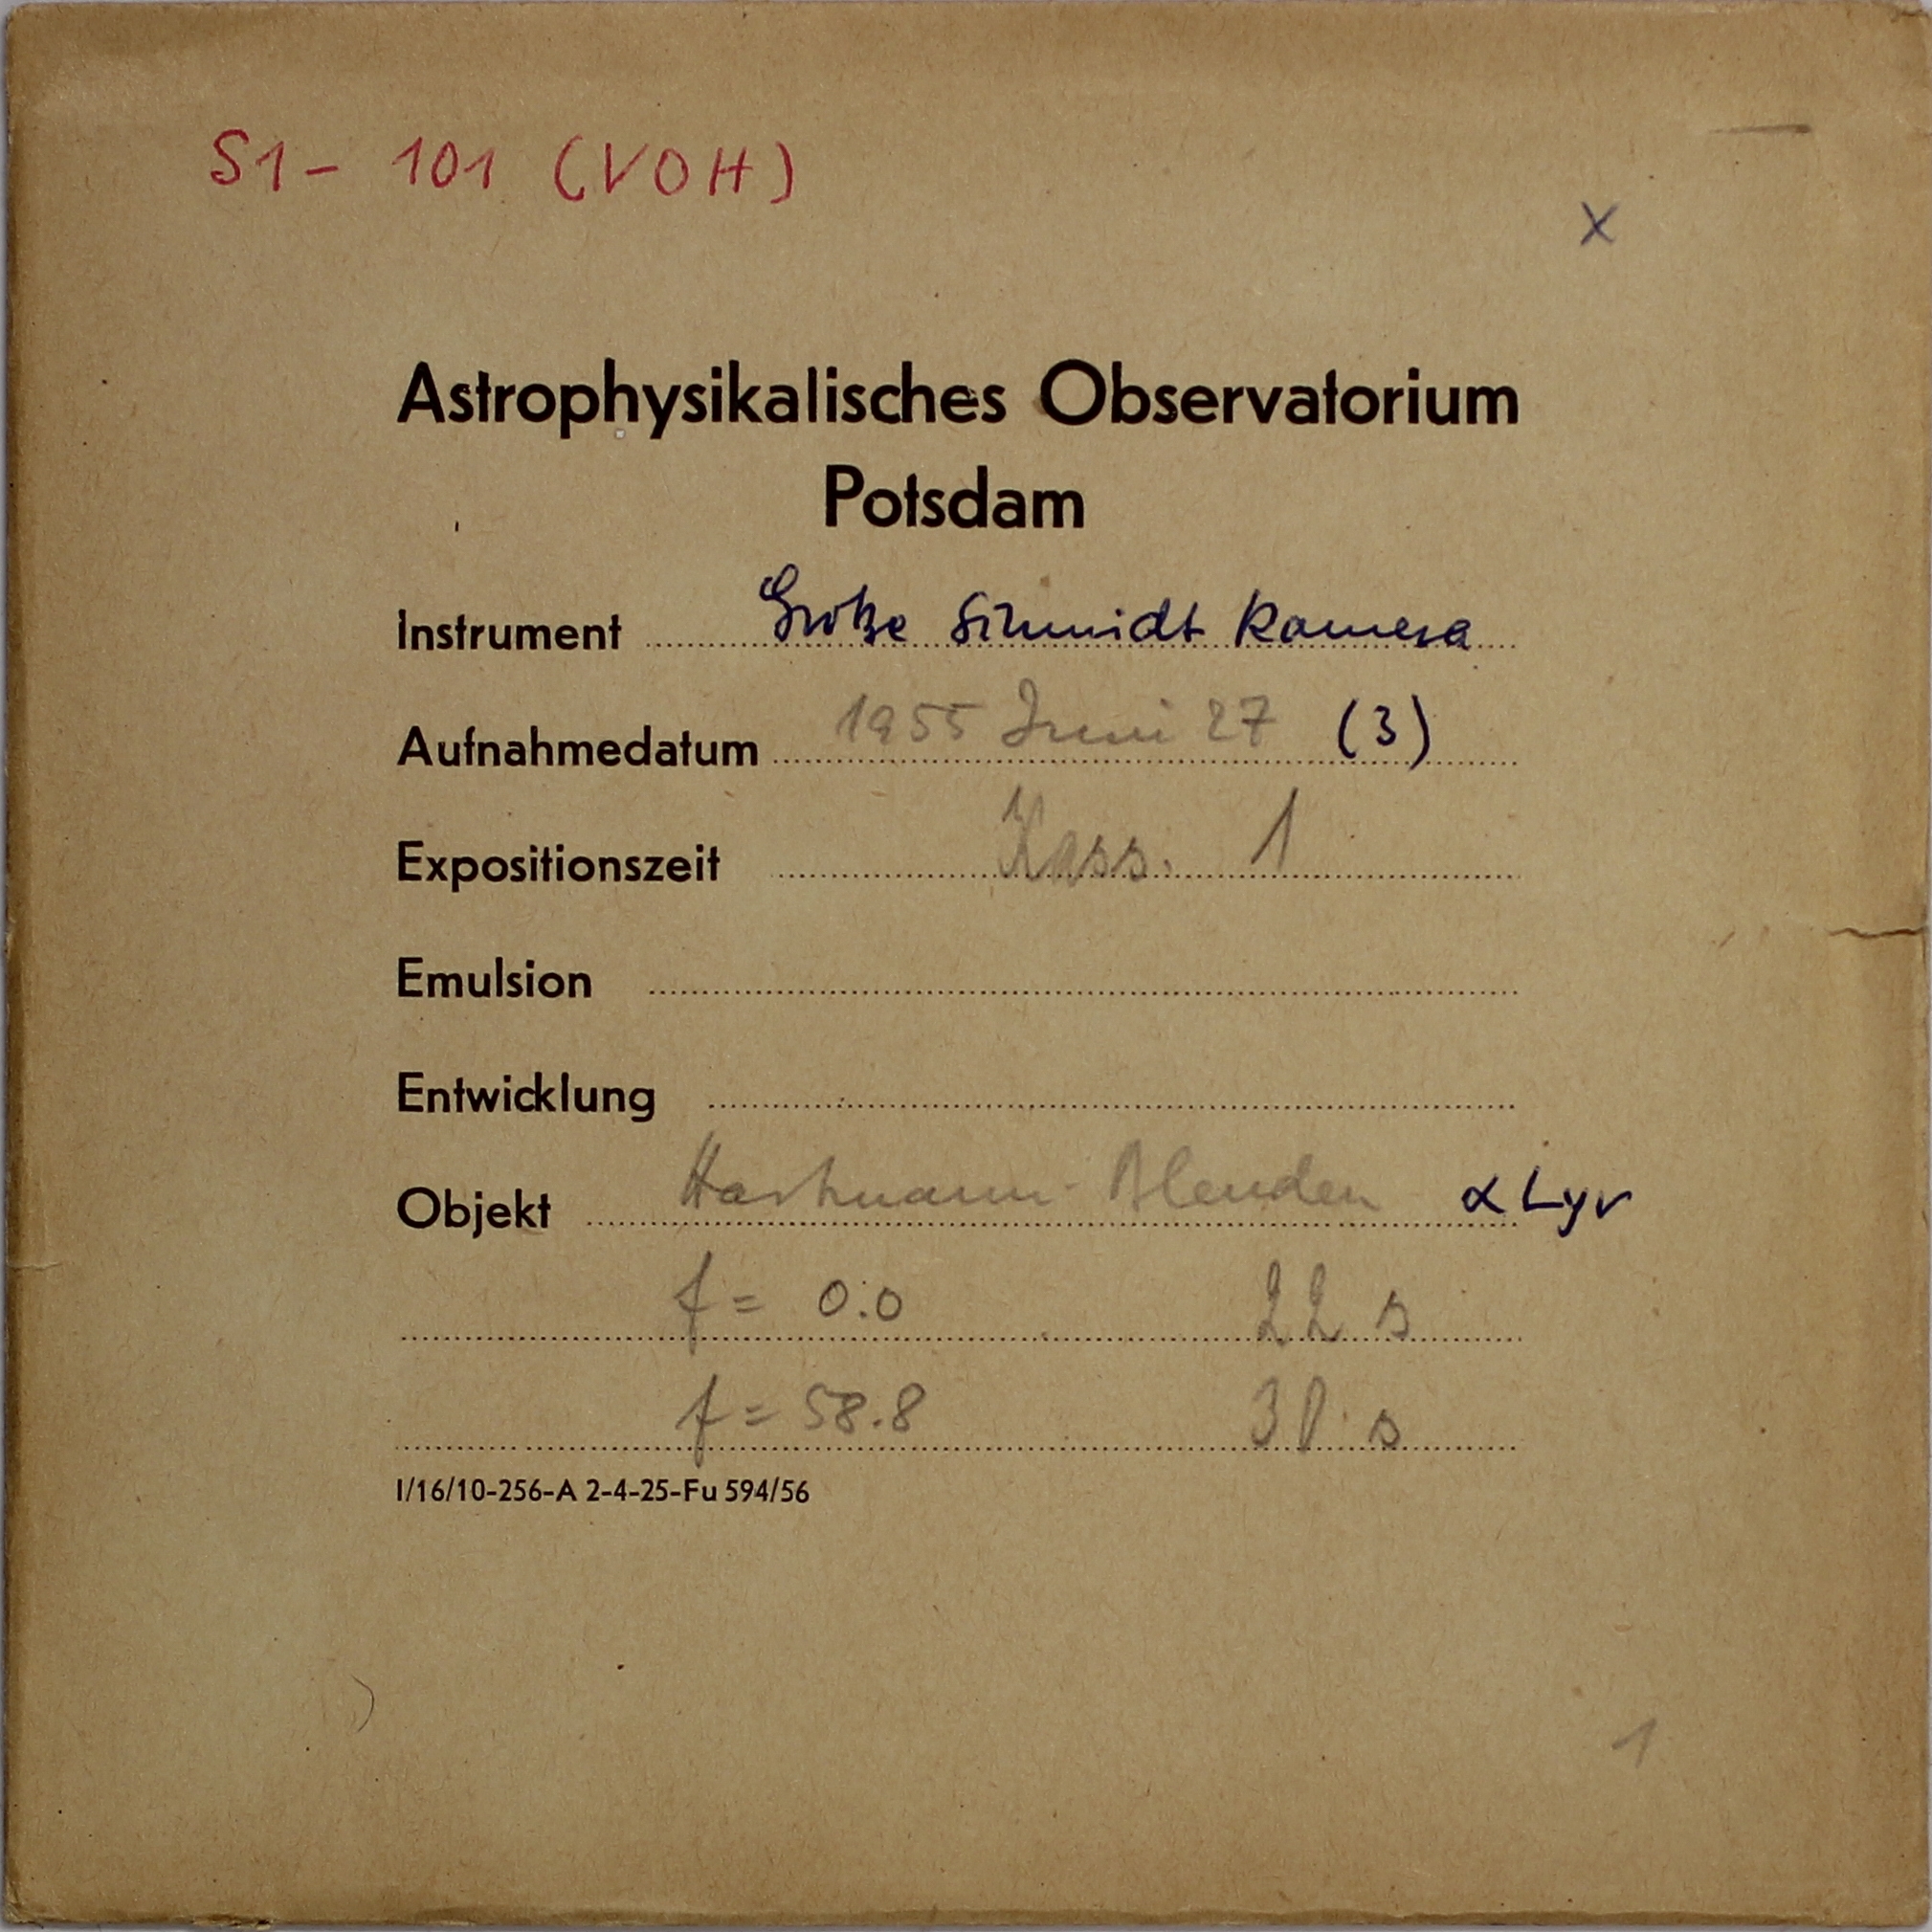 S1- 101 (VOH)
X
Astrophysikalisches Observatorium
Potsdam
Instrument Große Schmidt Kamera
Aufnahmedatum 1955 Juni 27 (3)
Expositionszeit Kass. 1
Emulsion
Entwicklung
Objekt Hartmann-Blenden α Lyr
f = 0.0 22 s
f = 58.8 30 s
I/16/10-256-A 2-4-25-Fu 594/56
1